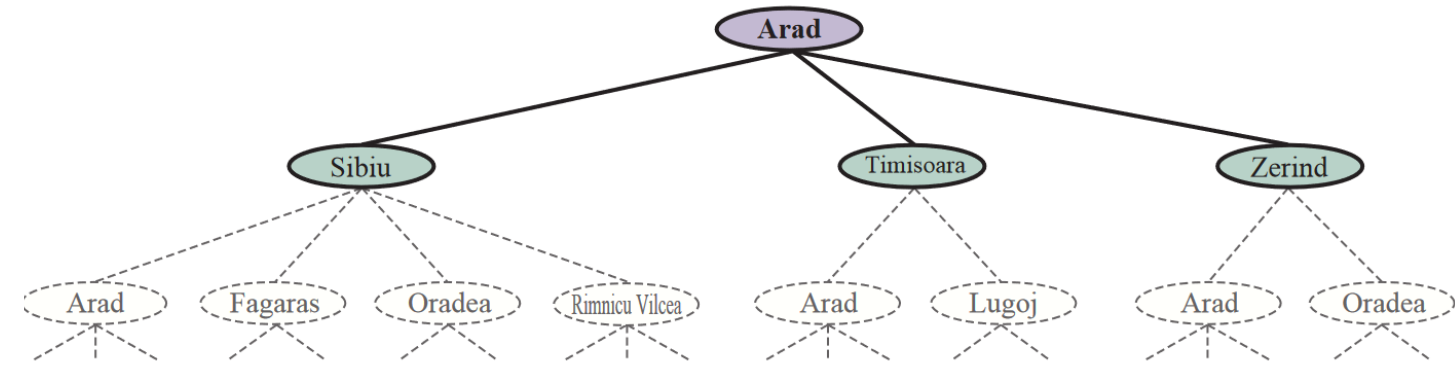 Arad
Sibiu
Timisoara
Zerind
Arad
Fagaras
Oradea
Rimnicu Vilcea
Arad
Lugoj
Arad
Oradea